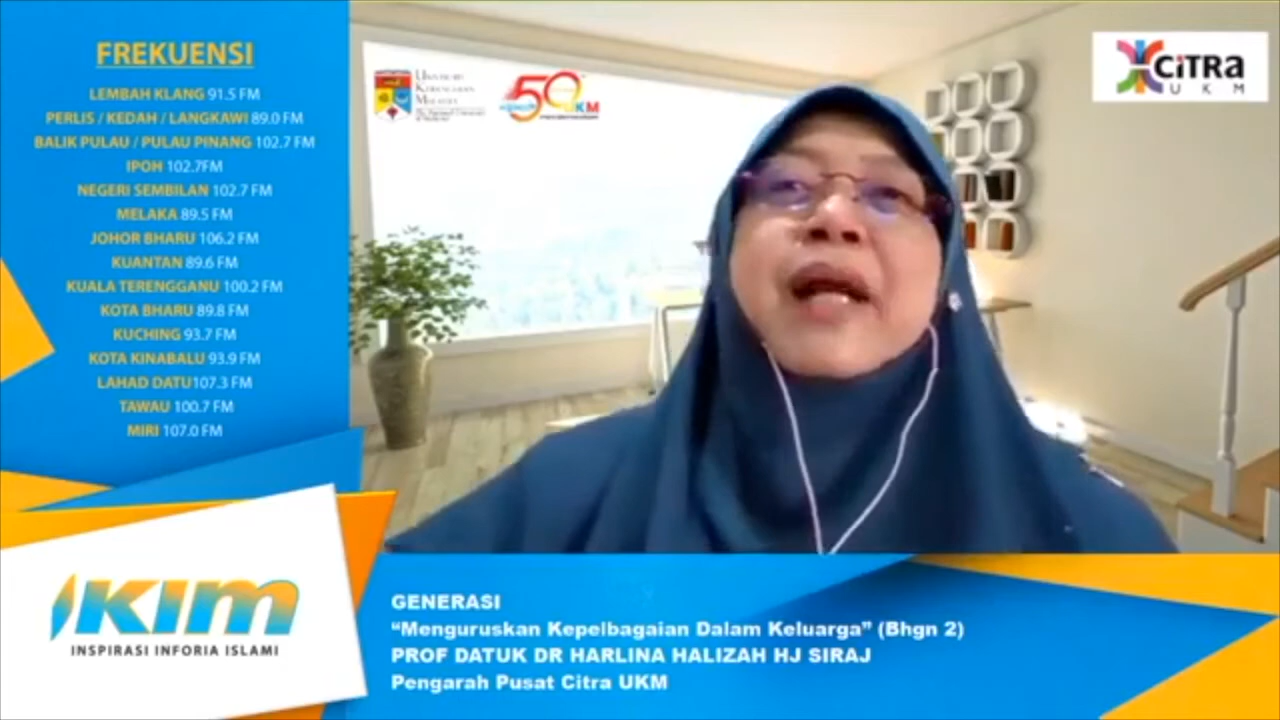 FREKUENSI
LEMBAH KLANG 91.5 FM
PERLIS / KEDAH / LANGKAWI 89.0 FM
BALIK PULAU / PULAU PINANG 102.7 FM
IPOH 102.7FM
NEGERI SEMBILAN 102.7 FM
MELAKA 89.5 FM
JOHOR BHARU 106.2 FM
KUANTAN 89.6 FM
KUALA TERENGGANU 100.2 FM
KOTA BHARU 89.8 FM
KUCHING 93.7 FM
KOTA KINABALU 93.9 FM
LAHAD DATU107.3 FM
TAWAU 100.7 FM
MIRI 107.0 FM
IKIM
INSPIRASI INFORIA ISLAMI
UNIVERSITI
KEBANGSAAN
MALAYSIA
50 UKM
CiTRa
UKM
GENERASI
“Menguruskan Kepelbagaian Dalam Keluarga” (Bhgn 2)
PROF DATUK DR HARLINA HALIZAH HJ SIRAJ
Pengarah Pusat Citra UKM